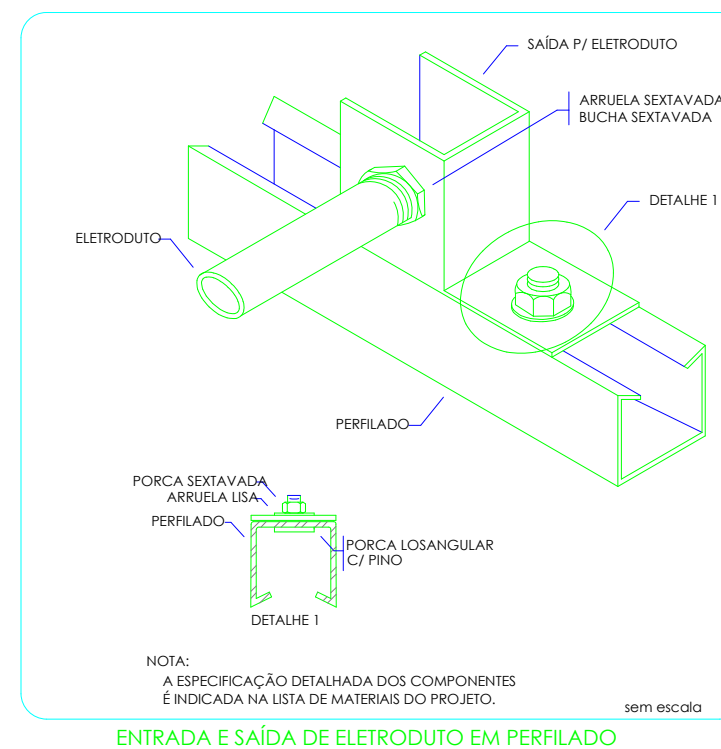 SAÍDA P/ ELETRODUTO
ARRUELA SEXTAVADA
BUCHA SEXTAVADA
DETALHE 1
ELETRODUTO
PERFILADO
PORCA SEXTAVADA
ARRUELA LISA
PERFILADO
PORCA LOSANGULAR
C/ PINO
DETALHE 1
NOTA:
A ESPECIFICAÇÃO DETALHADA DOS COMPONENTES
É INDICADA NA LISTA DE MATERIAIS DO PROJETO.
sem escala
ENTRADA E SAÍDA DE ELETRODUTO EM PERFILADO